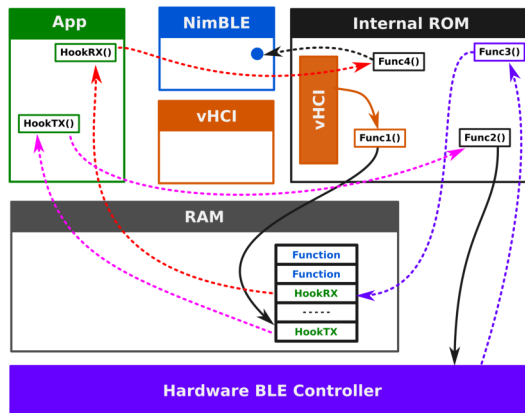 App
NimBLE
Internal ROM
HookRX()
Func4()
Func3()
vHCI
vHCI
HookTX()
Func1()
Func2()
RAM
Function
Function
HookRX
-----
HookTX
Hardware BLE Controller